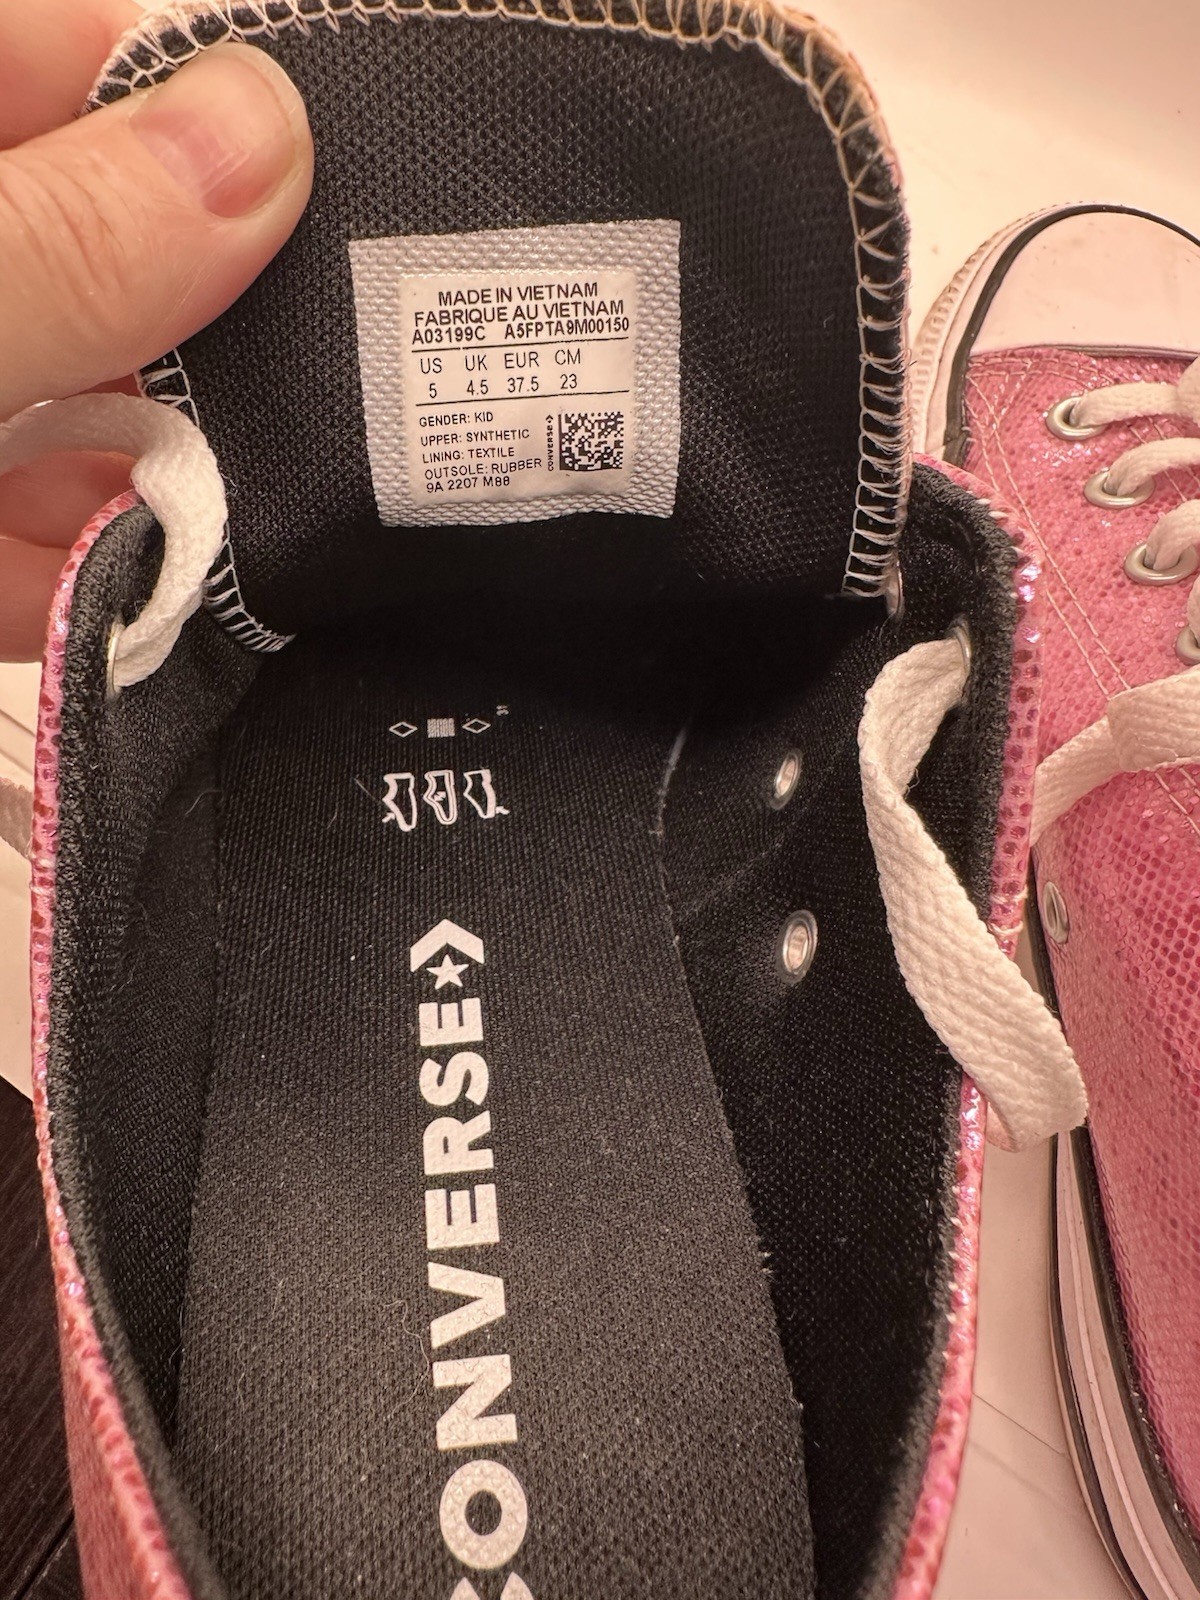 MADE IN VIETNAM
FABRIQUE AU VIETNAM
A03199C A5FPTA9M00150
US UK EUR CM
5 4.5 37.5 23
GENDER: KID
UPPER: SYNTHETIC
LINING: TEXTILE
OUTSOLE: RUBBER
9A 2207 M88
CONVERSE
CONVERSE